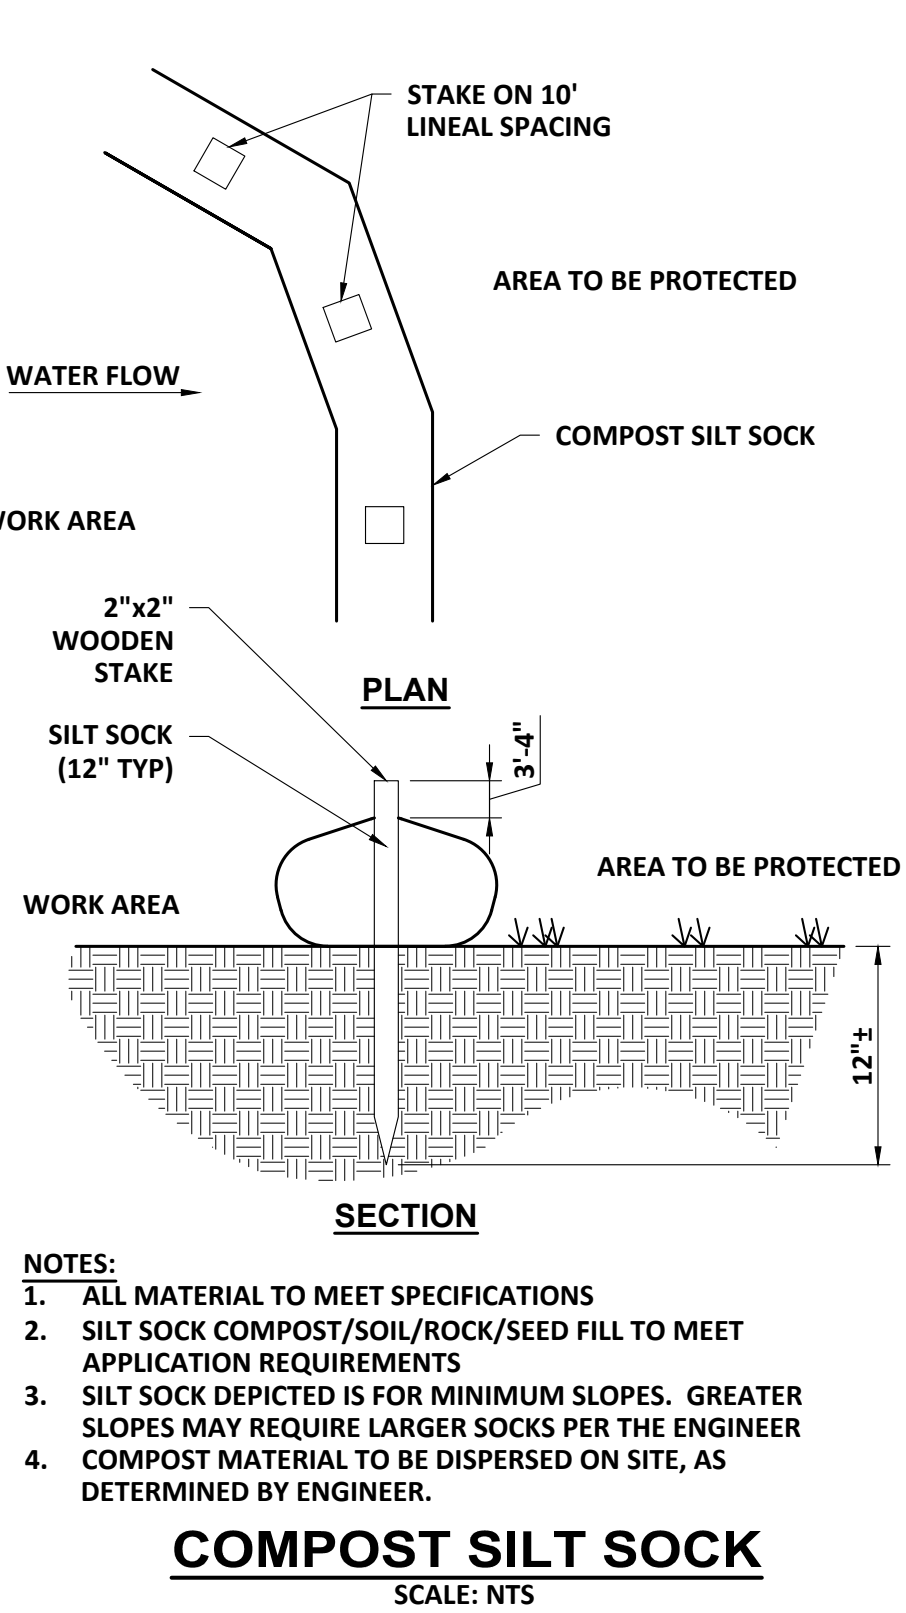 STAKE ON 10'
LINEAL SPACING
AREA TO BE PROTECTED
WATER FLOW
COMPOST SILT SOCK
WORK AREA
2"x2"
WOODEN
STAKE
PLAN
SILT SOCK
(12" TYP)
3'-4"
AREA TO BE PROTECTED
WORK AREA
12"±
SECTION
NOTES:
1. ALL MATERIAL TO MEET SPECIFICATIONS
2. SILT SOCK COMPOST/SOIL/ROCK/SEED FILL TO MEET
APPLICATION REQUIREMENTS
3. SILT SOCK DEPICTED IS FOR MINIMUM SLOPES. GREATER
SLOPES MAY REQUIRE LARGER SOCKS PER THE ENGINEER
4. COMPOST MATERIAL TO BE DISPERSED ON SITE, AS
DETERMINED BY ENGINEER.
COMPOST SILT SOCK
SCALE: NTS